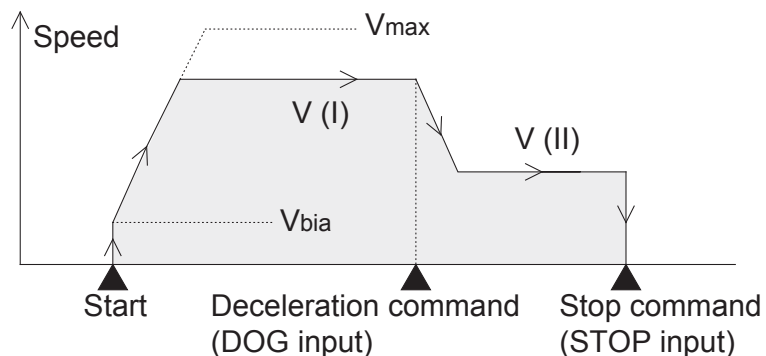 Speed
Vmax
V (I)
V (II)
Vbia
Start
Deceleration command
(DOG input)
Stop command
(STOP input)